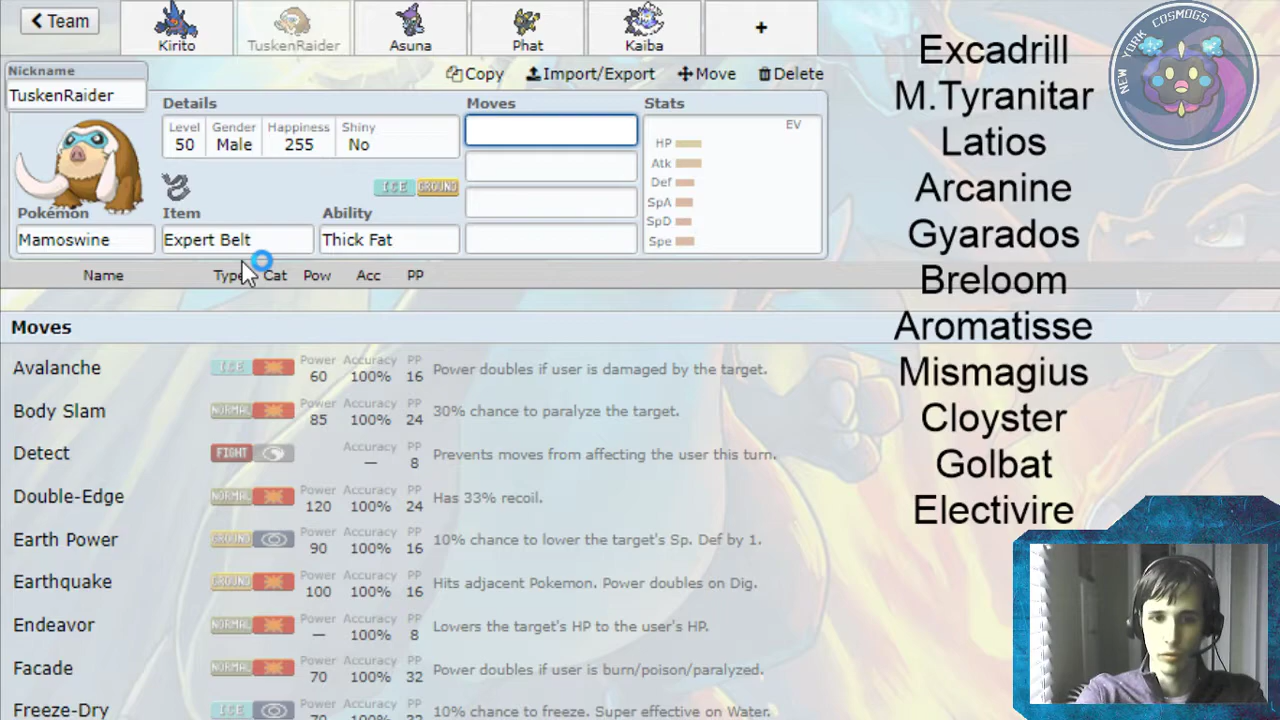 Team
Kirito
TuskenRaider
Asuna
Phat
Kaiba
+
Copy
Import/Export
Move
Delete
Nickname
TuskenRaider
Details
Level
50
Gender
Male
Happiness
255
Shiny
No
ICE GROUND
Pokémon
Mamoswine
Item
Expert Belt
Ability
Thick Fat
Moves
Stats
EV
HP
Atk
Def
SpA
SpD
Spe
Name Type Cat Pow Acc PP
Moves
Avalanche ICE Power 60 Accuracy 100% PP 16 Power doubles if user is damaged by the target.
Body Slam NORMAL Power 85 Accuracy 100% PP 24 30% chance to paralyze the target.
Detect FIGHT Accuracy — PP 8 Prevents moves from affecting the user this turn.
Double-Edge NORMAL Power 120 Accuracy 100% PP 24 Has 33% recoil.
Earth Power GROUND Power 90 Accuracy 100% PP 16 10% chance to lower the target's Sp. Def by 1.
Earthquake GROUND Power 100 Accuracy 100% PP 16 Hits adjacent Pokemon. Power doubles on Dig.
Endeavor NORMAL Power — Accuracy 100% PP 8 Lowers the target's HP to the user's HP.
Facade NORMAL Power 70 Accuracy 100% PP 32 Power doubles if user is burn/poison/paralyzed.
Freeze-Dry ICE Power 70 Accuracy 100% PP 32 10% chance to freeze. Super effective on Water.
Excadrill
M.Tyranitar
Latios
Arcanine
Gyarados
Breloom
Aromatisse
Mismagius
Cloyster
Golbat
Electivire
NEW YORK COSMOGS